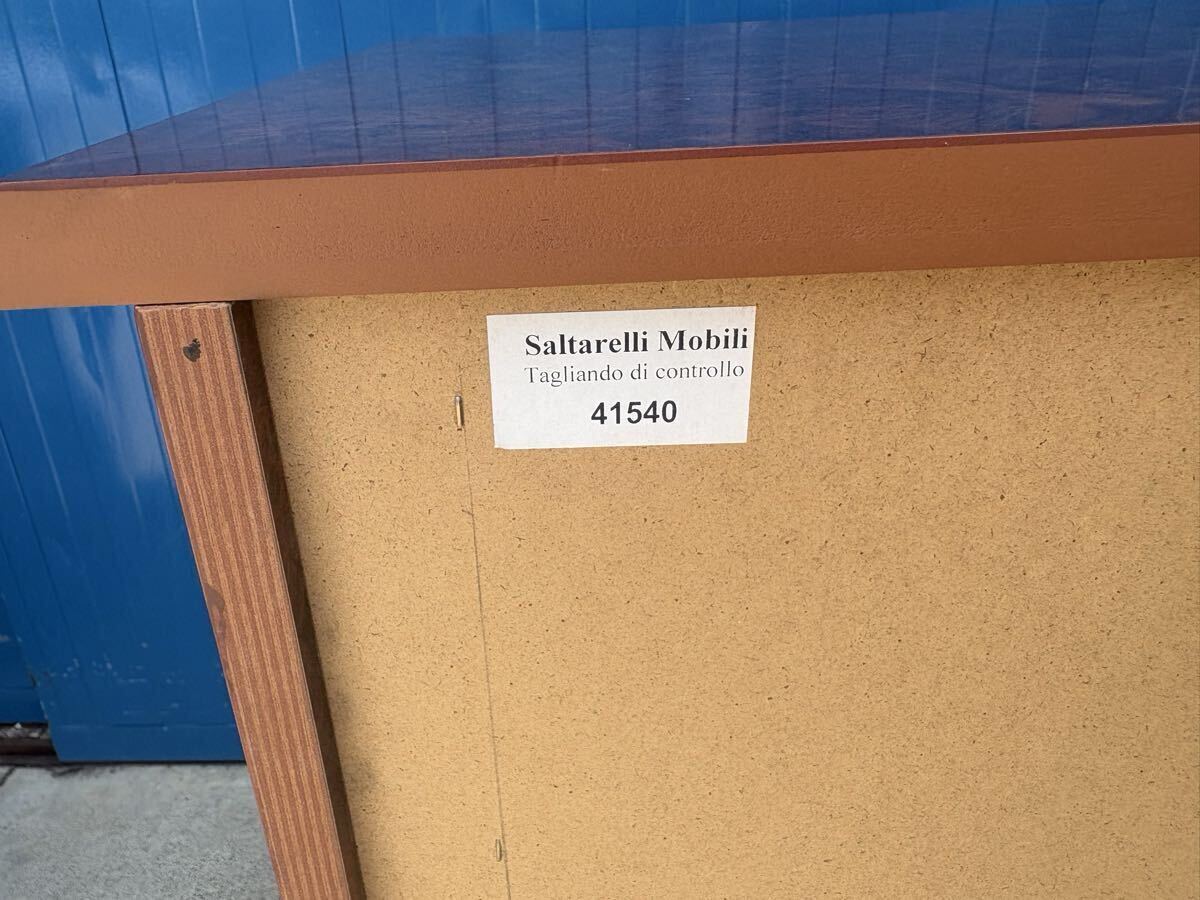 Saltarelli Mobili
Tagliando di controllo
41540